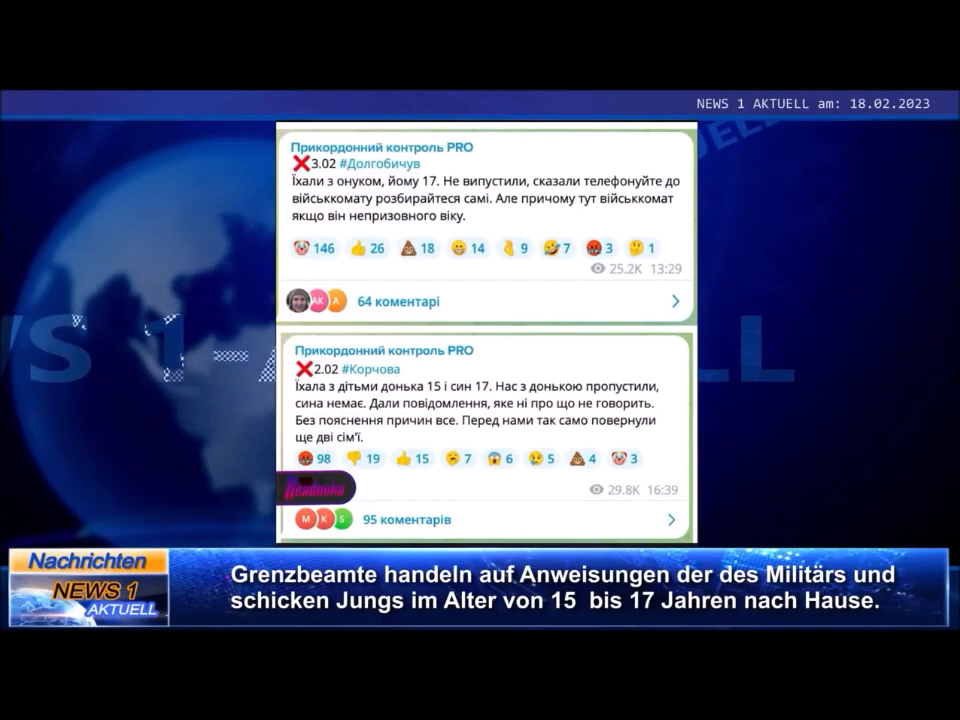 NEWS 1 AKTUELL am: 18.02.2023
Прикордонний контроль PRO
❌3.02 #Долгобичув
Їхали з онуком, йому 17. Не випустили, сказали телефонуйте до
військкомату розбирайтеся самі. Але причому тут військкомат
якщо він непризовного віку.
🤡 146 👍 26 💩 18 😁 14 👌 9 🤣 7 🤬 3 🤔 1
25.2K 13:29
АК А 64 коментарі
Прикордонний контроль PRO
❌2.02 #Корчова
Їхала з дітьми донька 15 і син 17. Нас з донькою пропустили,
сина немає. Дали повідомлення, яке ні про що не говорить.
Без пояснення причин все. Перед нами так само повернули
ще дві сім'ї.
🤬 98 👎 19 👍 15 😢 7 😱 6 😢 5 💩 4 🤡 3
Readovka
29.8K 16:39
M K S 95 коментарів
Nachrichten
NEWS 1
AKTUELL
Grenzbeamte handeln auf Anweisungen der des Militärs und
schicken Jungs im Alter von 15 bis 17 Jahren nach Hause.